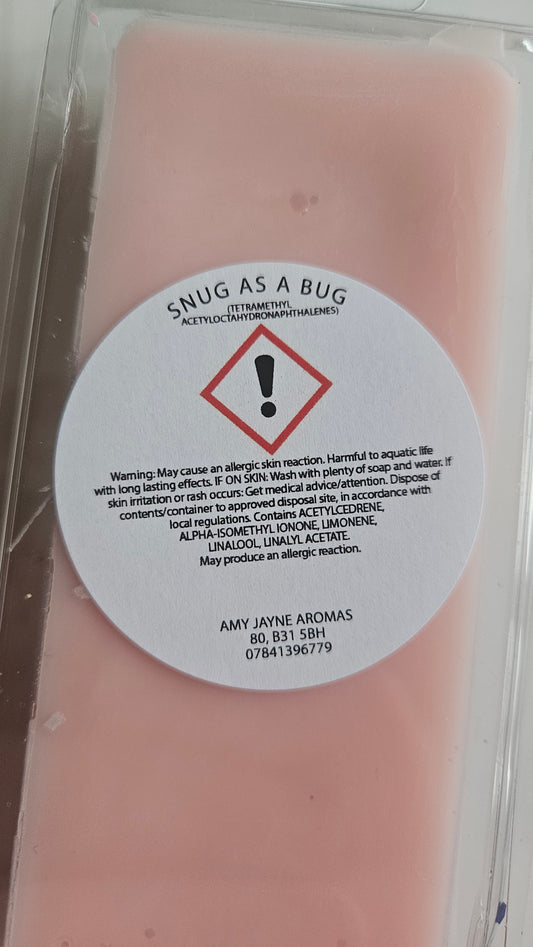 SNUG AS A BUG
(TETRAMETHYL
ACETYLOCTAHYDRONAPHTHALENES)
Warning: May cause an allergic skin reaction. Harmful to aquatic life
with long lasting effects. IF ON SKIN: Wash with plenty of soap and water. If
skin irritation or rash occurs: Get medical advice/attention. Dispose of
contents/container to approved disposal site, in accordance with
local regulations. Contains ACETYLCEDRENE,
ALPHA-ISOMETHYL IONONE, LIMONENE,
LINALOOL, LINALYL ACETATE.
May produce an allergic reaction.
AMY JAYNE AROMAS
80, B31 5BH
07841396779